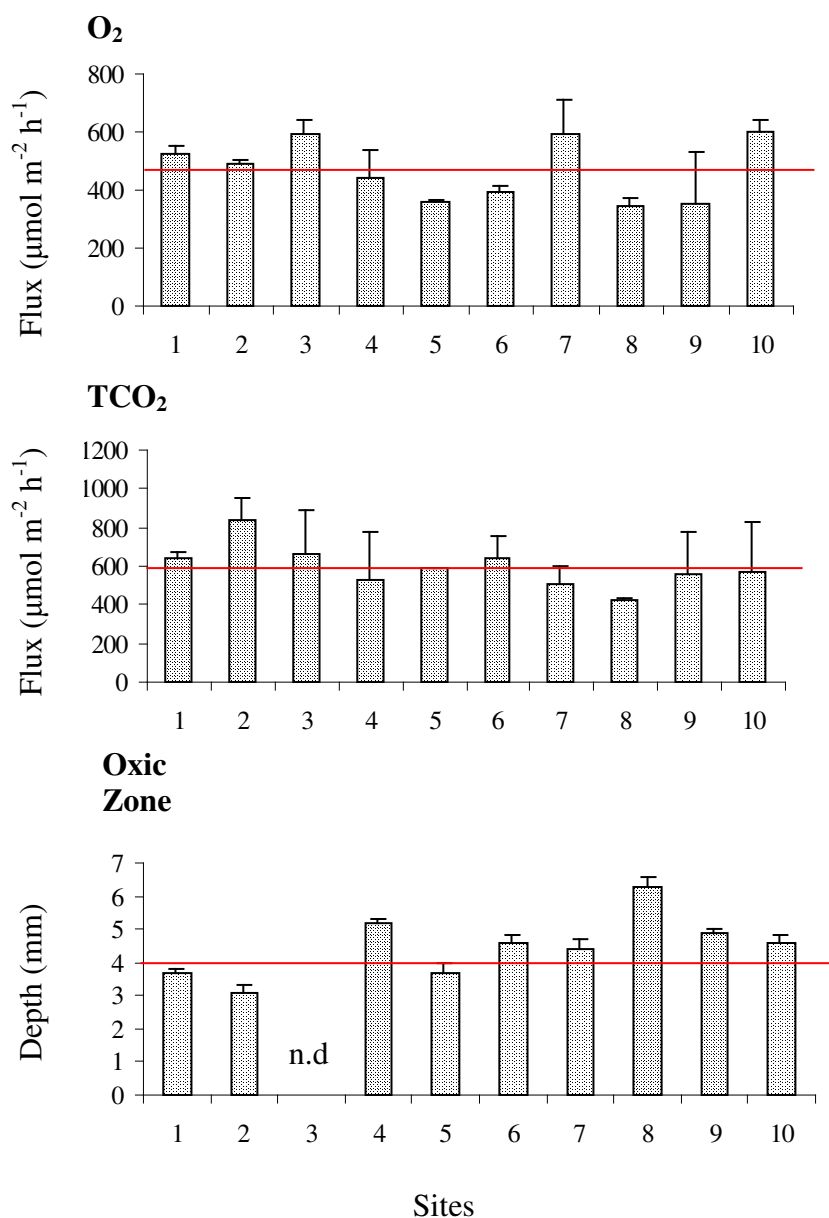 O₂
Flux (µmol m⁻² h⁻¹)
800
600
400
200
0
1 2 3 4 5 6 7 8 9 10
TCO₂
Flux (µmol m⁻² h⁻¹)
1200
1000
800
600
400
200
0
1 2 3 4 5 6 7 8 9 10
Oxic
Zone
Depth (mm)
7
6
5
4
3
2
1
0
n.d
1 2 3 4 5 6 7 8 9 10
Sites